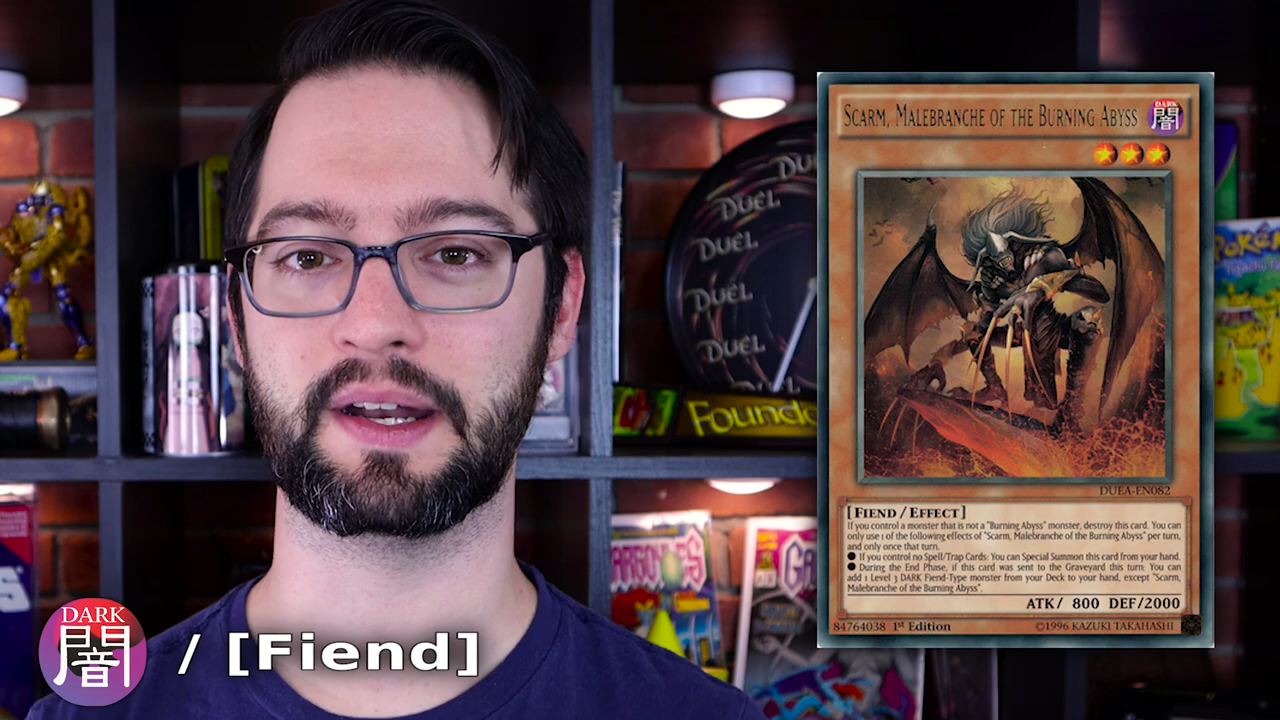 SCARM, MALEBRANCHE OF THE BURNING ABYSS
DARK
闇
DUEA-EN082
[FIEND / EFFECT]
If you control a monster that is not a "Burning Abyss" monster, destroy this card. You can
only use 1 of the following effects of "Scarm, Malebranche of the Burning Abyss" per turn,
and only once that turn.
● If you control no Spell/Trap Cards: You can Special Summon this card from your hand.
● During the End Phase, if this card was sent to the Graveyard this turn: You can
add 1 Level 3 DARK Fiend-Type monster from your Deck to your hand, except "Scarm,
Malebranche of the Burning Abyss".
ATK/ 800 DEF/2000
84764038 1st Edition ©1996 KAZUKI TAKAHASHI
DUEL
DUEL
DUEL
DUEL
Pokémon
DARK
闇 / [Fiend]